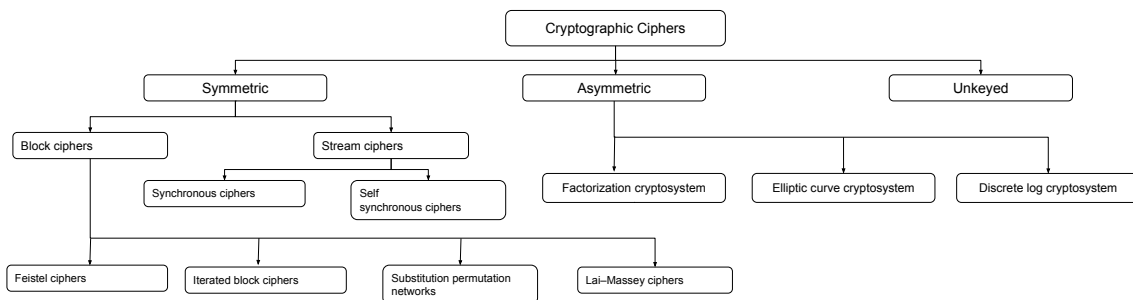 Cryptographic Ciphers
Symmetric
Asymmetric
Unkeyed
Block ciphers
Stream ciphers
Synchronous ciphers
Self
synchronous ciphers
Factorization cryptosystem
Elliptic curve cryptosystem
Discrete log cryptosystem
Feistel ciphers
Iterated block ciphers
Substitution permutation
networks
Lai–Massey ciphers